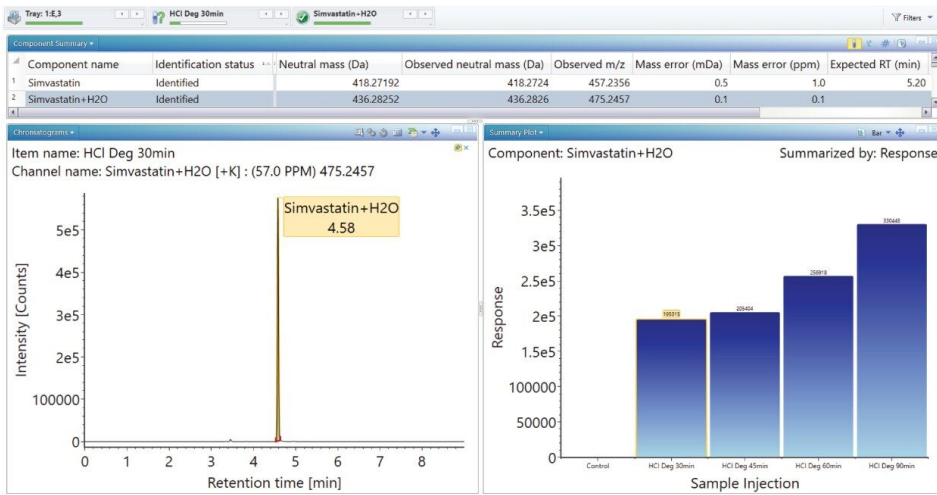 Tray: 1:E,3
HCl Deg 30min
Simvastatin+H2O
Filters
Component Summary
Component name Identification status Neutral mass (Da) Observed neutral mass (Da) Observed m/z Mass error (mDa) Mass error (ppm) Expected RT (min)
1 Simvastatin Identified 418.27192 418.2724 457.2356 0.5 1.0 5.20
2 Simvastatin+H2O Identified 436.28252 436.2826 475.2457 0.1 0.1
Chromatograms
Item name: HCl Deg 30min
Channel name: Simvastatin+H2O [+K] : (57.0 PPM) 475.2457
Simvastatin+H2O
4.58
Intensity [Counts]
5e5
4e5
3e5
2e5
100000
0
0 1 2 3 4 5 6 7 8
Retention time [min]
Summary Plot
Bar
Component: Simvastatin+H2O Summarized by: Response
Response
3.5e5
3e5
2.5e5
2e5
1.5e5
100000
50000
0
205404
256918
330448
Control HCl Deg 30min HCl Deg 45min HCl Deg 60min HCl Deg 90min
Sample Injection